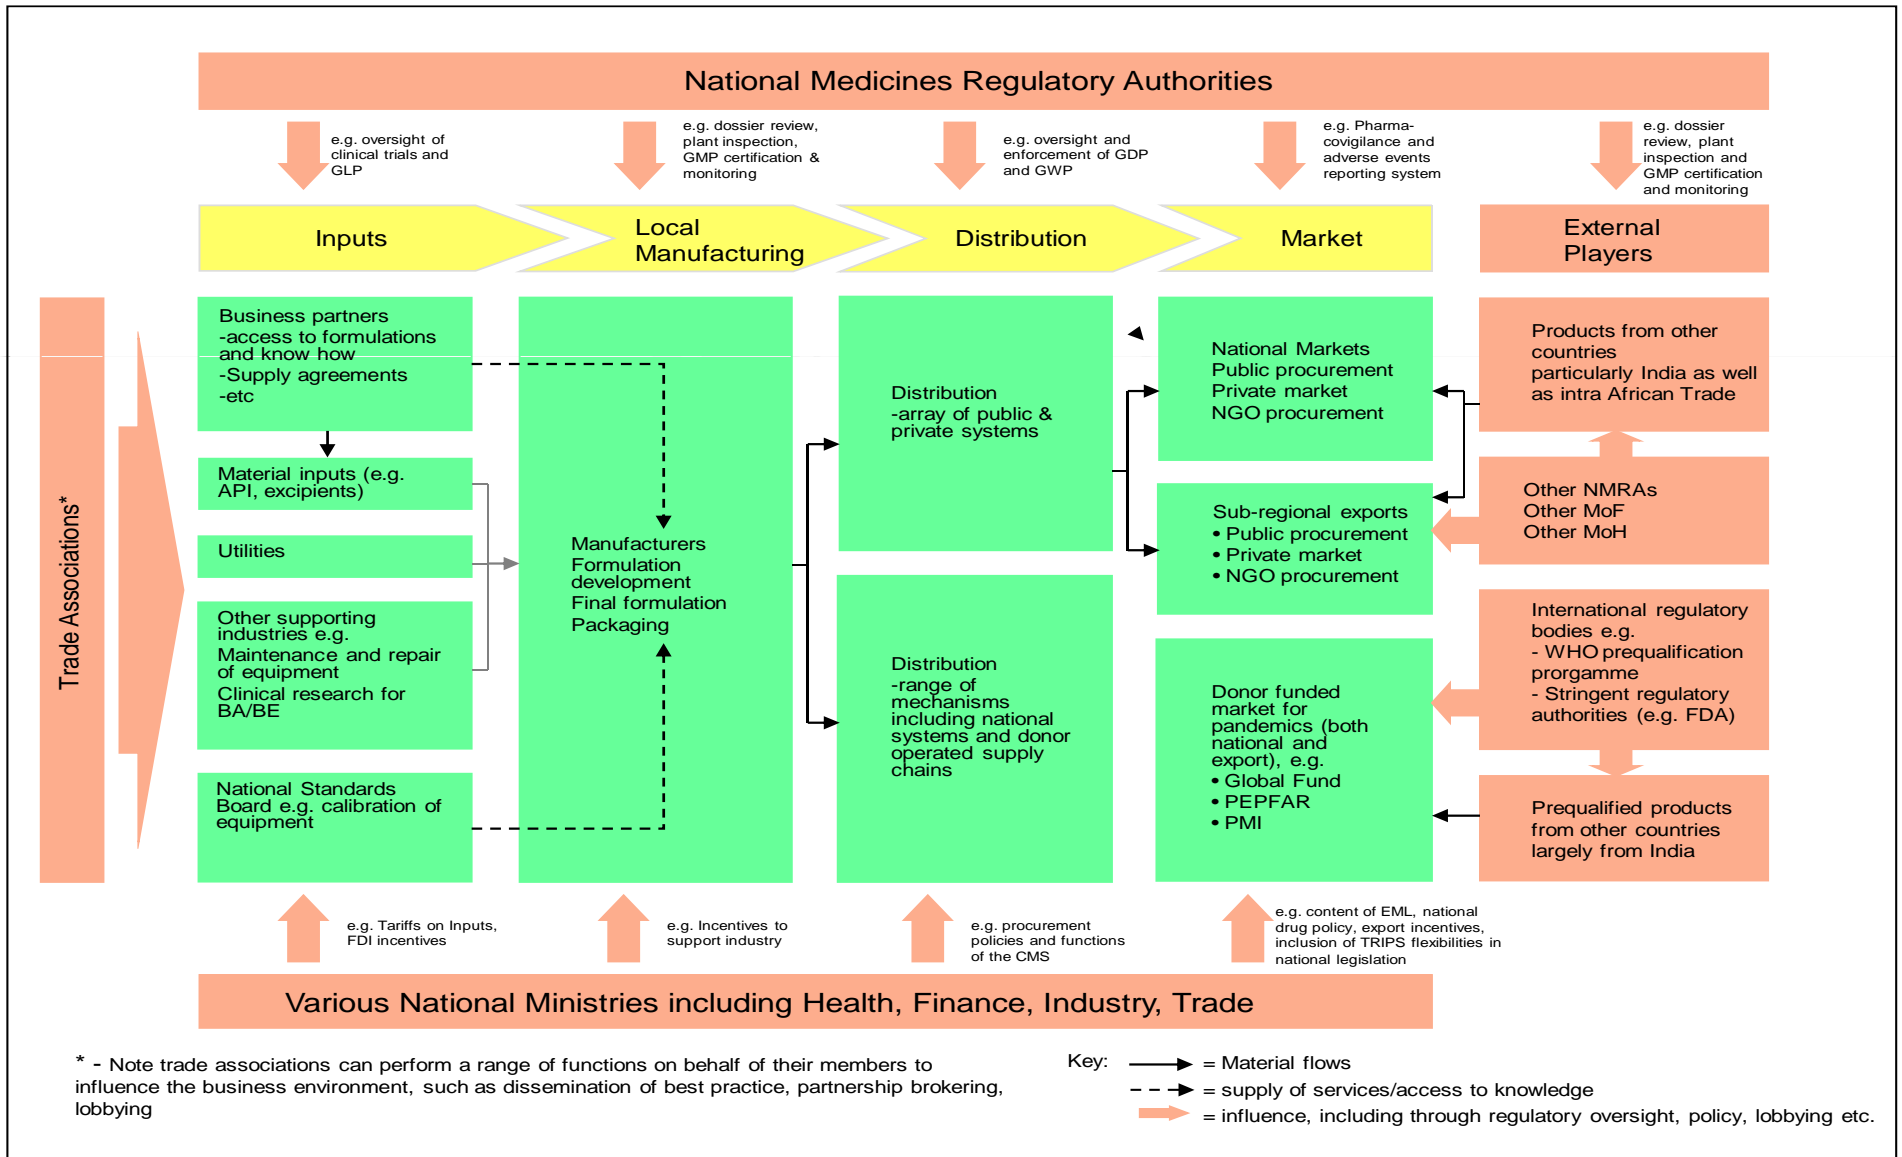 National Medicines Regulatory Authorities
e.g. oversight of
clinical trials and
GLP
e.g. dossier review,
plant inspection,
GMP certification &
monitoring
e.g. oversight and
enforcement of GDP
and GWP
e.g. Pharma-
covigilance and
adverse events
reporting system
e.g. dossier
review, plant
inspection and
GMP certification
and monitoring
Inputs
Local
Manufacturing
Distribution
Market
External
Players
Trade Associations*
Business partners
-access to formulations
and know how
-Supply agreements
-etc
Material inputs (e.g.
API, excipients)
Utilities
Other supporting
industries e.g.
Maintenance and repair
of equipment
Clinical research for
BA/BE
National Standards
Board e.g. calibration of
equipment
Manufacturers
Formulation
development
Final formulation
Packaging
Distribution
-array of public &
private systems
Distribution
-range of
mechanisms
including national
systems and donor
operated supply
chains
National Markets
Public procurement
Private market
NGO procurement
Sub-regional exports
• Public procurement
• Private market
• NGO procurement
Donor funded
market for
pandemics (both
national and
export), e.g.
• Global Fund
• PEPFAR
• PMI
Products from other
countries
particularly India as well
as intra African Trade
Other NMRAs
Other MoF
Other MoH
International regulatory
bodies e.g.
- WHO prequalification
prorgamme
- Stringent regulatory
authorities (e.g. FDA)
Prequalified products
from other countries
largely from India
e.g. Tariffs on Inputs,
FDI incentives
e.g. Incentives to
support industry
e.g. procurement
policies and functions
of the CMS
e.g. content of EML, national
drug policy, export incentives,
inclusion of TRIPS flexibilities in
national legislation
Various National Ministries including Health, Finance, Industry, Trade
* - Note trade associations can perform a range of functions on behalf of their members to
influence the business environment, such as dissemination of best practice, partnership brokering,
lobbying
Key:
= Material flows
= supply of services/access to knowledge
= influence, including through regulatory oversight, policy, lobbying etc.